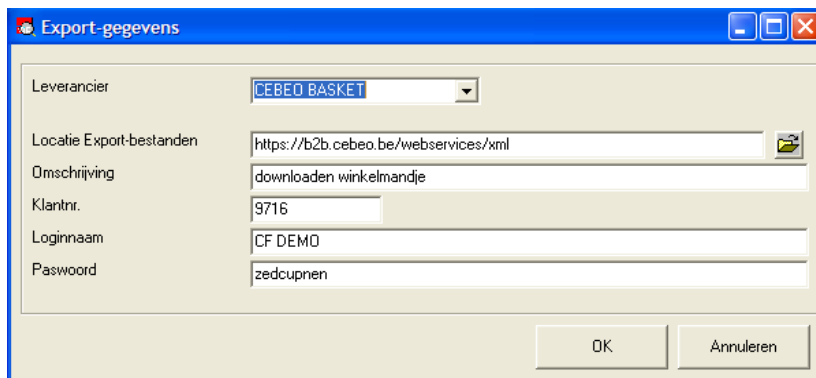 Export-gegevens
Leverancier CEBEO BASKET
Locatie Export-bestanden https://b2b.cebeo.be/webservices/xml
Omschrijving downloaden winkelmandje
Klantnr. 9716
Loginnaam CF DEMO
Paswoord zedcupnen
OK Annuleren